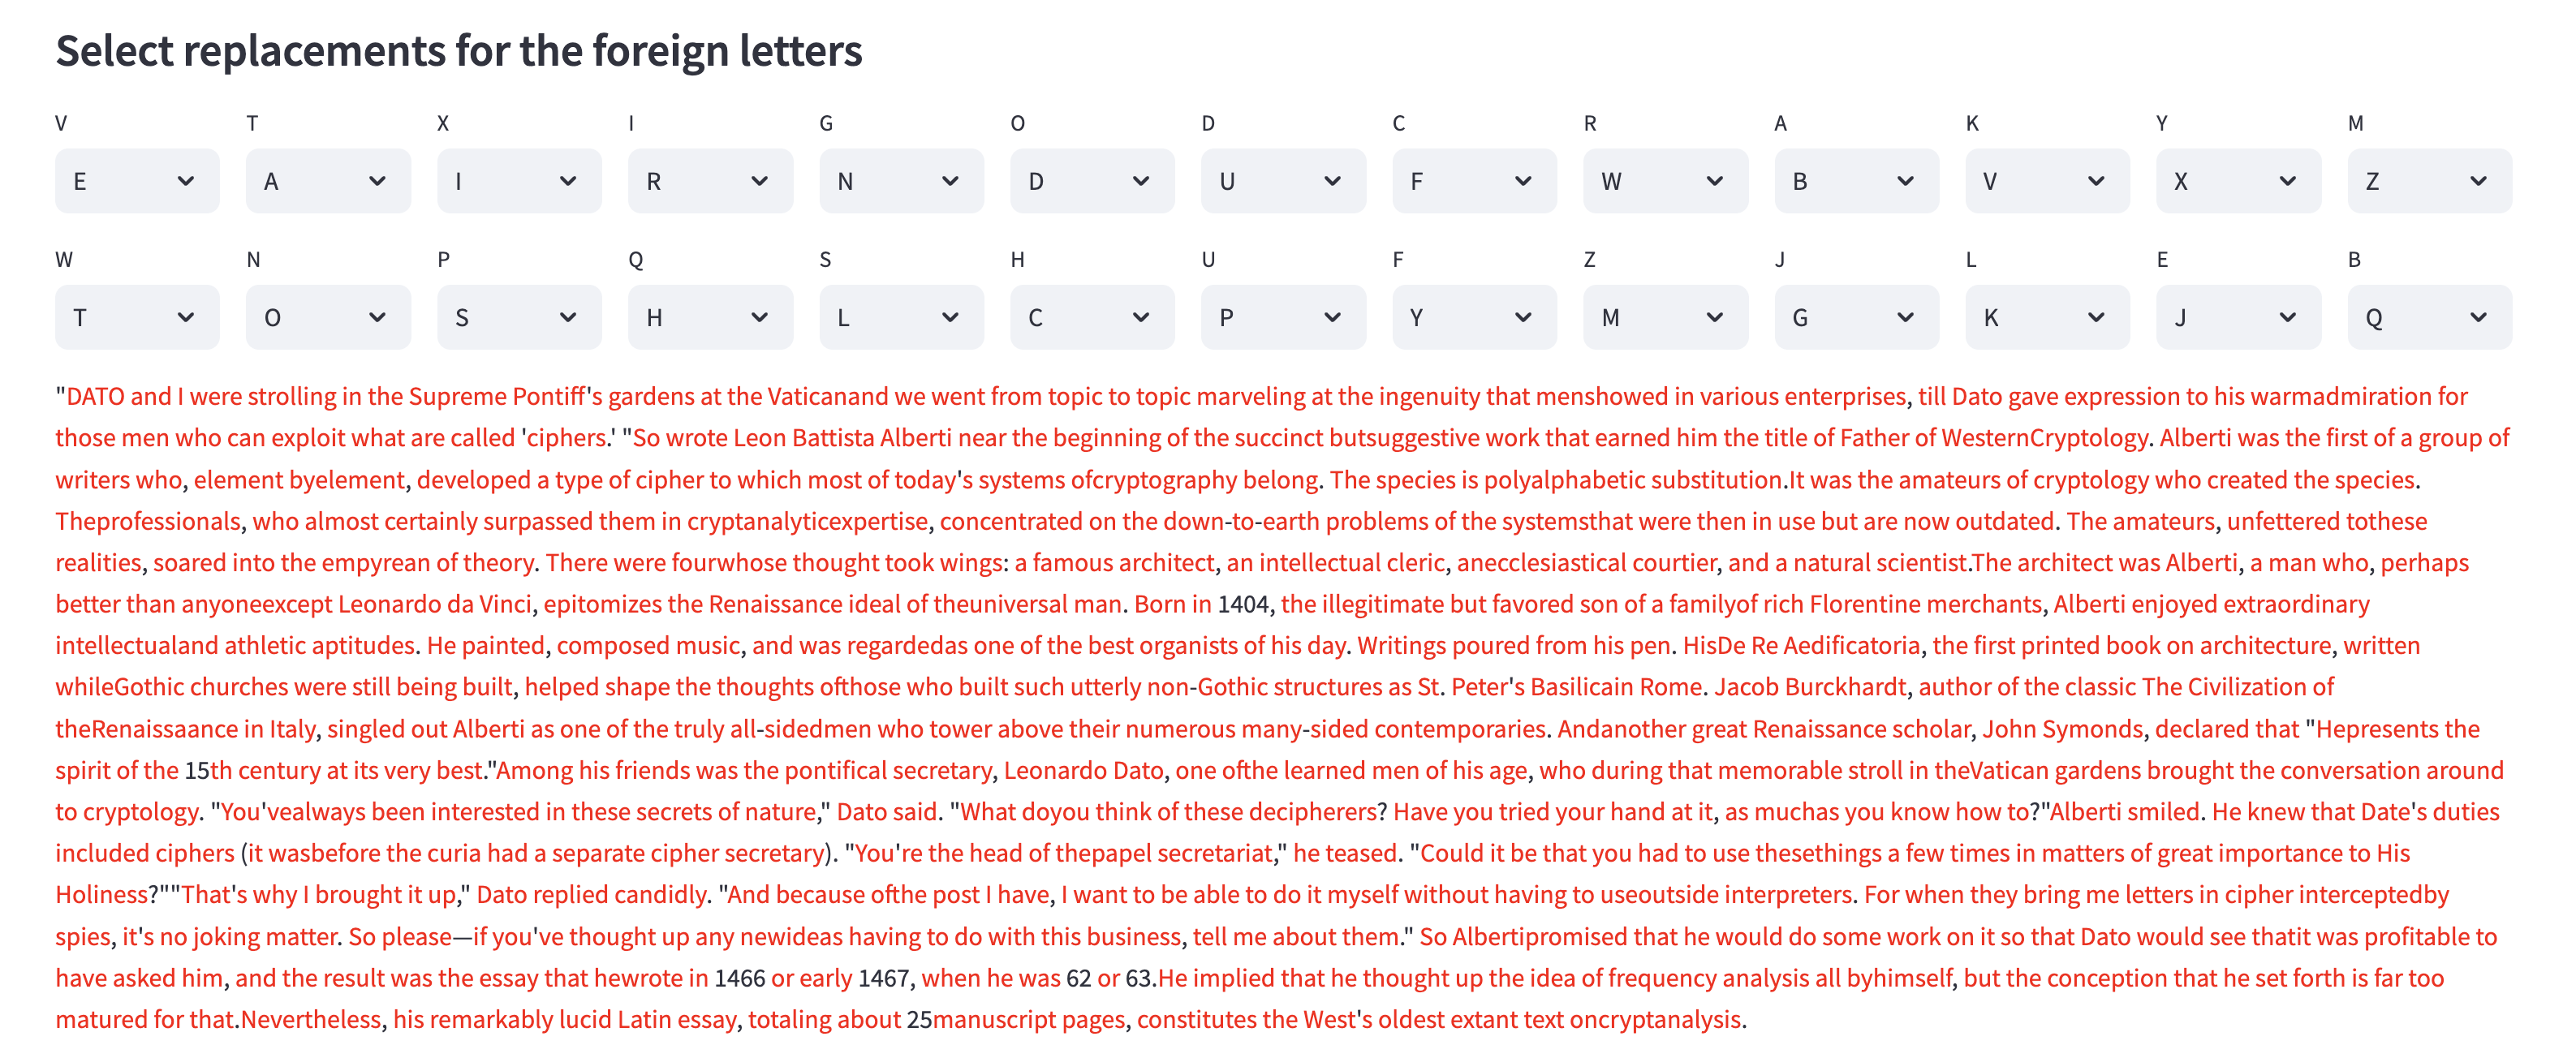 Select replacements for the foreign letters
V T X I G O D C R A K Y M
E A I R N D U F W B V X Z
W N P Q S H U F Z J L E B
T O S H L C P Y M G K J Q
"DATO and I were strolling in the Supreme Pontiff's gardens at the Vaticanand we went from topic to topic marveling at the ingenuity that menshowed in various enterprises, till Dato gave expression to his warmadmiration for
those men who can exploit what are called 'ciphers.' "So wrote Leon Battista Alberti near the beginning of the succinct butsuggestive work that earned him the title of Father of WesternCryptology. Alberti was the first of a group of
writers who, element byelement, developed a type of cipher to which most of today's systems ofcryptography belong. The species is polyalphabetic substitution.It was the amateurs of cryptology who created the species.
Theprofessionals, who almost certainly surpassed them in cryptanalyticexpertise, concentrated on the down-to-earth problems of the systemsthat were then in use but are now outdated. The amateurs, unfettered tothese
realities, soared into the empyrean of theory. There were fourwhose thought took wings: a famous architect, an intellectual cleric, anecclesiastical courtier, and a natural scientist.The architect was Alberti, a man who, perhaps
better than anyoneexcept Leonardo da Vinci, epitomizes the Renaissance ideal of theuniversal man. Born in 1404, the illegitimate but favored son of a familyof rich Florentine merchants, Alberti enjoyed extraordinary
intellectualand athletic aptitudes. He painted, composed music, and was regardedas one of the best organists of his day. Writings poured from his pen. HisDe Re Aedificatoria, the first printed book on architecture, written
whileGothic churches were still being built, helped shape the thoughts ofthose who built such utterly non-Gothic structures as St. Peter's Basilicain Rome. Jacob Burckhardt, author of the classic The Civilization of
theRenaissaance in Italy, singled out Alberti as one of the truly all-sidedmen who tower above their numerous many-sided contemporaries. Andanother great Renaissance scholar, John Symonds, declared that "Hepresents the
spirit of the 15th century at its very best."Among his friends was the pontifical secretary, Leonardo Dato, one ofthe learned men of his age, who during that memorable stroll in theVatican gardens brought the conversation around
to cryptology. "You'vealways been interested in these secrets of nature," Dato said. "What doyou think of these decipherers? Have you tried your hand at it, as muchas you know how to?"Alberti smiled. He knew that Date's duties
included ciphers (it wasbefore the curia had a separate cipher secretary). "You're the head of thepapel secretariat," he teased. "Could it be that you had to use thesethings a few times in matters of great importance to His
Holiness?""That's why I brought it up," Dato replied candidly. "And because ofthe post I have, I want to be able to do it myself without having to useoutside interpreters. For when they bring me letters in cipher interceptedby
spies, it's no joking matter. So please—if you've thought up any newideas having to do with this business, tell me about them." So Albertipromised that he would do some work on it so that Dato would see thatit was profitable to
have asked him, and the result was the essay that hewrote in 1466 or early 1467, when he was 62 or 63.He implied that he thought up the idea of frequency analysis all byhimself, but the conception that he set forth is far too
matured for that.Nevertheless, his remarkably lucid Latin essay, totaling about 25manuscript pages, constitutes the West's oldest extant text oncryptanalysis.